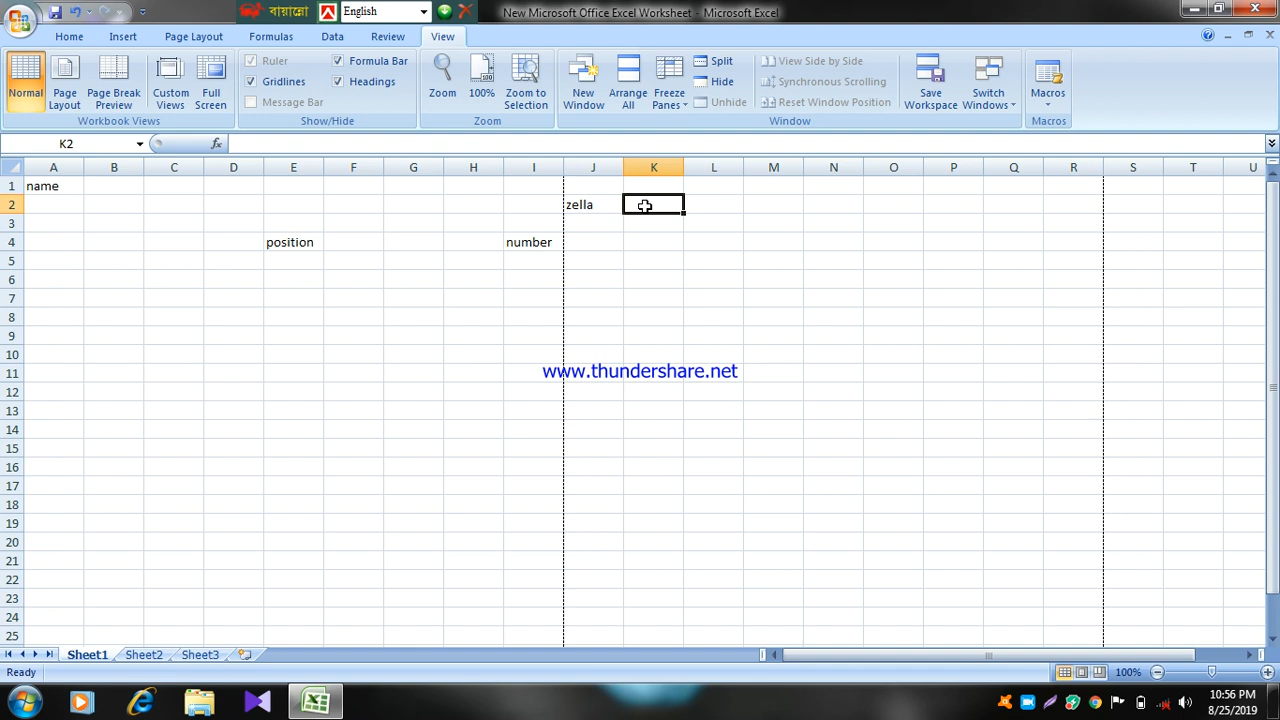 বায়ান্নো English New Microsoft Office Excel Worksheet - Microsoft Excel
Home Insert Page Layout Formulas Data Review View
Normal Page Layout Page Break Preview Custom Views Full Screen
Workbook Views
Ruler Formula Bar
Gridlines Headings
Message Bar
Show/Hide
Zoom 100% Zoom to Selection
Zoom
New Window Arrange All Freeze Panes
Split
Hide
Unhide
View Side by Side
Synchronous Scrolling
Reset Window Position
Save Workspace Switch Windows
Window
Macros
Macros
K2 fx
A B C D E F G H I J K L M N O P Q R S T U
1 name
2 zella
3
4 position number
5
6
7
8
9
10
11 www.thundershare.net
12
13
14
15
16
17
18
19
20
21
22
23
24
25
Sheet1 Sheet2 Sheet3
Ready 100%
10:56 PM
8/25/2019